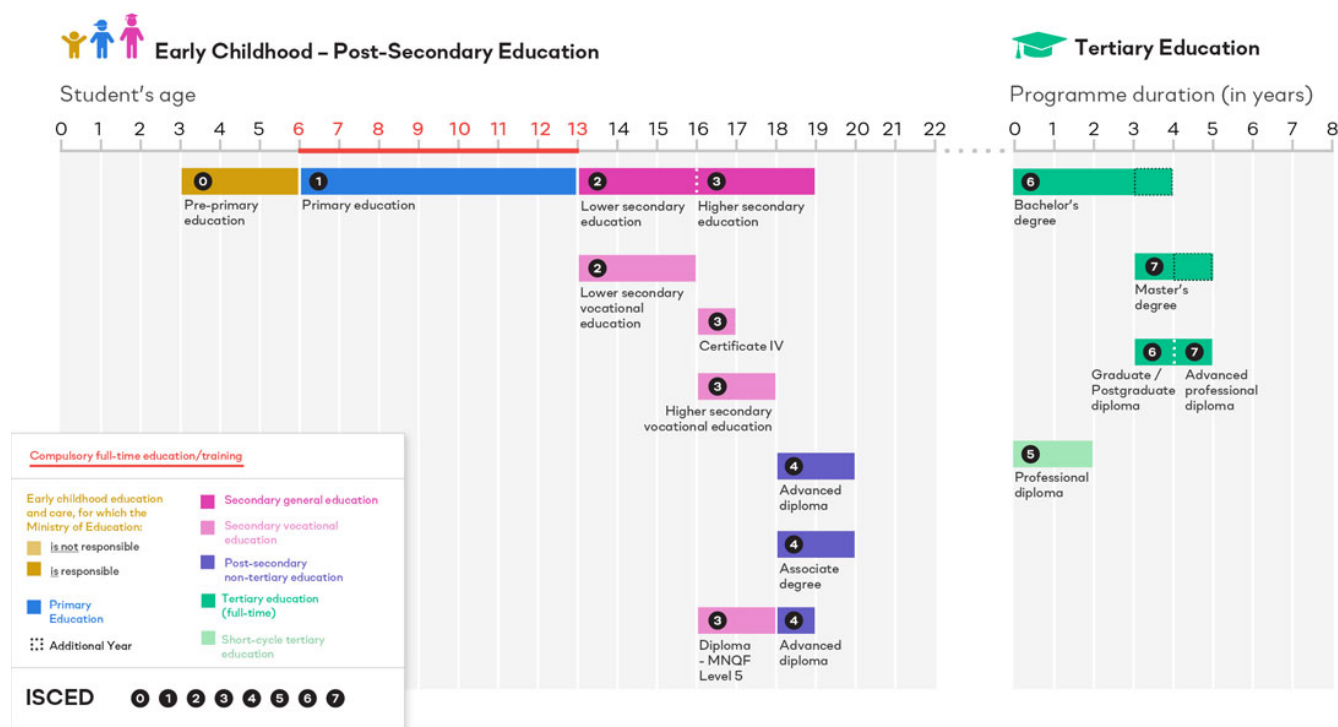 Early Childhood – Post-Secondary Education
Student's age
0 1 2 3 4 5 6 7 8 9 10 11 12 13 14 15 16 17 18 19 20 21 22
0
Pre-primary
education
1
Primary education
2
Lower secondary
education
3
Higher secondary
education
2
Lower secondary
vocational
education
3
Certificate IV
3
Higher secondary
vocational education
4
Advanced
diploma
4
Associate
degree
3
Diploma
- MNQF
Level 5
4
Advanced
diploma
Tertiary Education
Programme duration (in years)
0 1 2 3 4 5 6 7 8
6
Bachelor's
degree
7
Master's
degree
6
Graduate /
Postgraduate
diploma
7
Advanced
professional
diploma
5
Professional
diploma
Compulsory full-time education/training
Early childhood education
and care, for which the
Ministry of Education:
is not responsible
is responsible
Primary
Education
Additional Year
Secondary general education
Secondary vocational
education
Post-secondary
non-tertiary education
Tertiary education
(full-time)
Short-cycle tertiary
education
ISCED 0 1 2 3 4 5 6 7